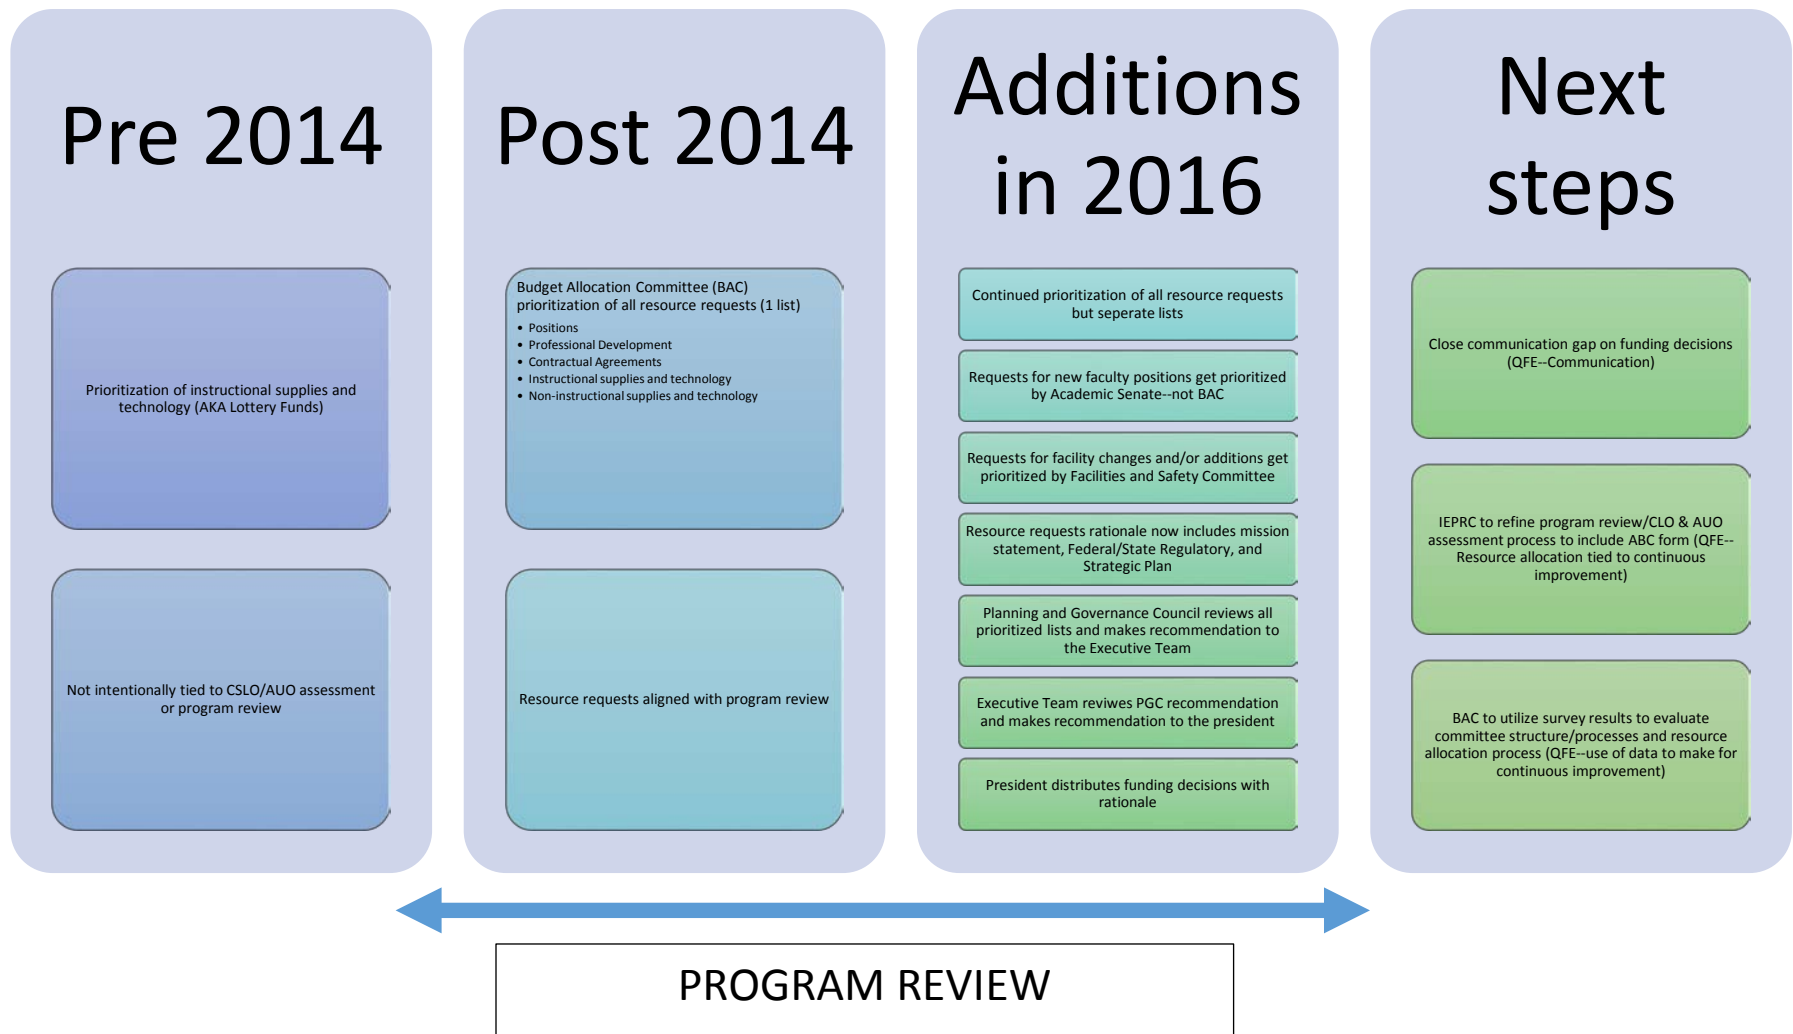 Pre 2014
Prioritization of instructional supplies and
technology (AKA Lottery Funds)
Not intentionally tied to CSLO/AUO assessment
or program review
Post 2014
Budget Allocation Committee (BAC)
prioritization of all resource requests (1 list)
• Positions
• Professional Development
• Contractual Agreements
• Instructional supplies and technology
• Non-instructional supplies and technology
Resource requests aligned with program review
Additions
in 2016
Continued prioritization of all resource requests
but seperate lists
Requests for new faculty positions get prioritized
by Academic Senate--not BAC
Requests for facility changes and/or additions get
prioritized by Facilities and Safety Committee
Resource requests rationale now includes mission
statement, Federal/State Regulatory, and
Strategic Plan
Planning and Governance Council reviews all
prioritized lists and makes recommendation to
the Executive Team
Executive Team reviwes PGC recommendation
and makes recommendation to the president
President distributes funding decisions with
rationale
Next
steps
Close communication gap on funding decisions
(QFE--Communication)
IEPRC to refine program review/CLO & AUO
assessment process to include ABC form (QFE--
Resource allocation tied to continuous
improvement)
BAC to utilize survey results to evaluate
committee structure/processes and resource
allocation process (QFE--use of data to make for
continuous improvement)
PROGRAM REVIEW